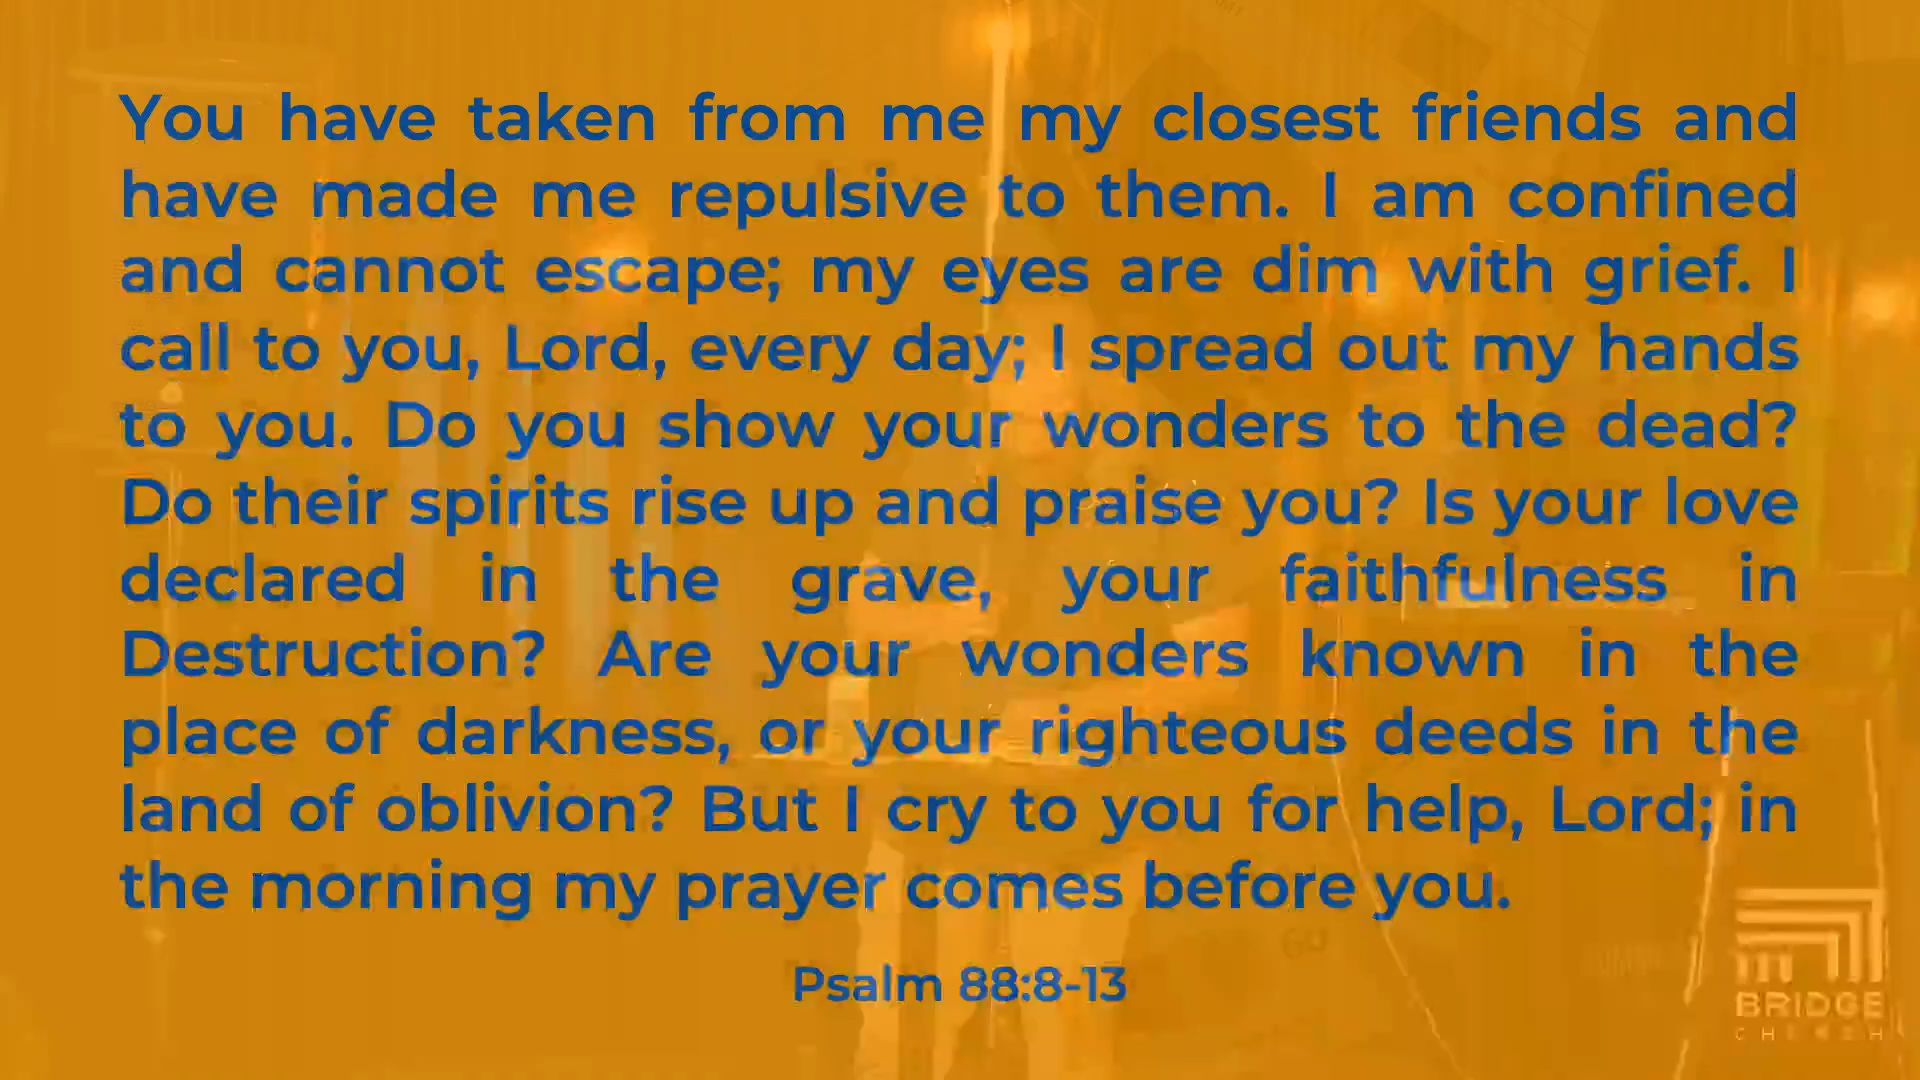 You have taken from me my closest friends and
have made me repulsive to them. I am confined
and cannot escape; my eyes are dim with grief. I
call to you, Lord, every day; I spread out my hands
to you. Do you show your wonders to the dead?
Do their spirits rise up and praise you? Is your love
declared in the grave, your faithfulness in
Destruction? Are your wonders known in the
place of darkness, or your righteous deeds in the
land of oblivion? But I cry to you for help, Lord; in
the morning my prayer comes before you.
Psalm 88:8-13
BRIDGE
CHURCH